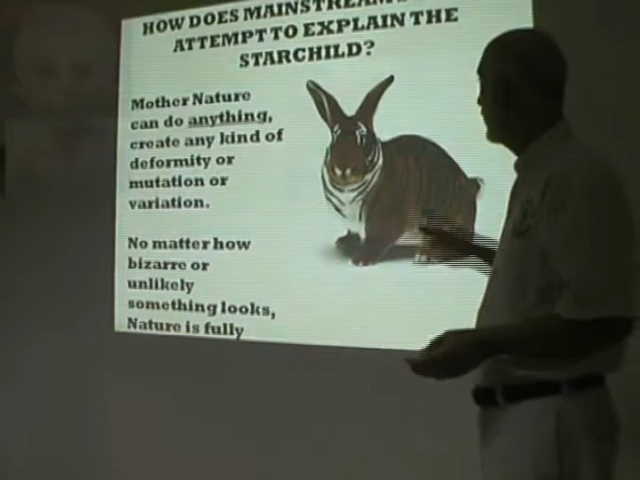 HOW DOES MAINSTREAM
ATTEMPT TO EXPLAIN THE
STARCHILD?
Mother Nature
can do anything,
create any kind of
deformity or
mutation or
variation.
No matter how
bizarre or
unlikely
something looks,
Nature is fully